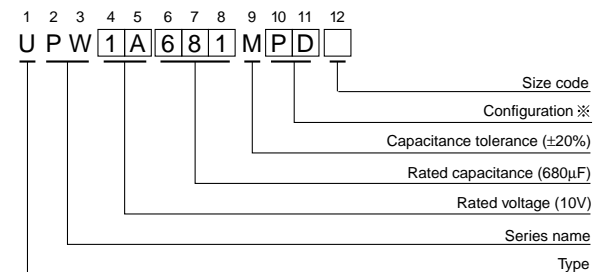 1 2 3 4 5 6 7 8 9 10 11 12
U P W 1 A 6 8 1 M P D
Size code
Configuration ※
Capacitance tolerance (±20%)
Rated capacitance (680µF)
Rated voltage (10V)
Series name
Type